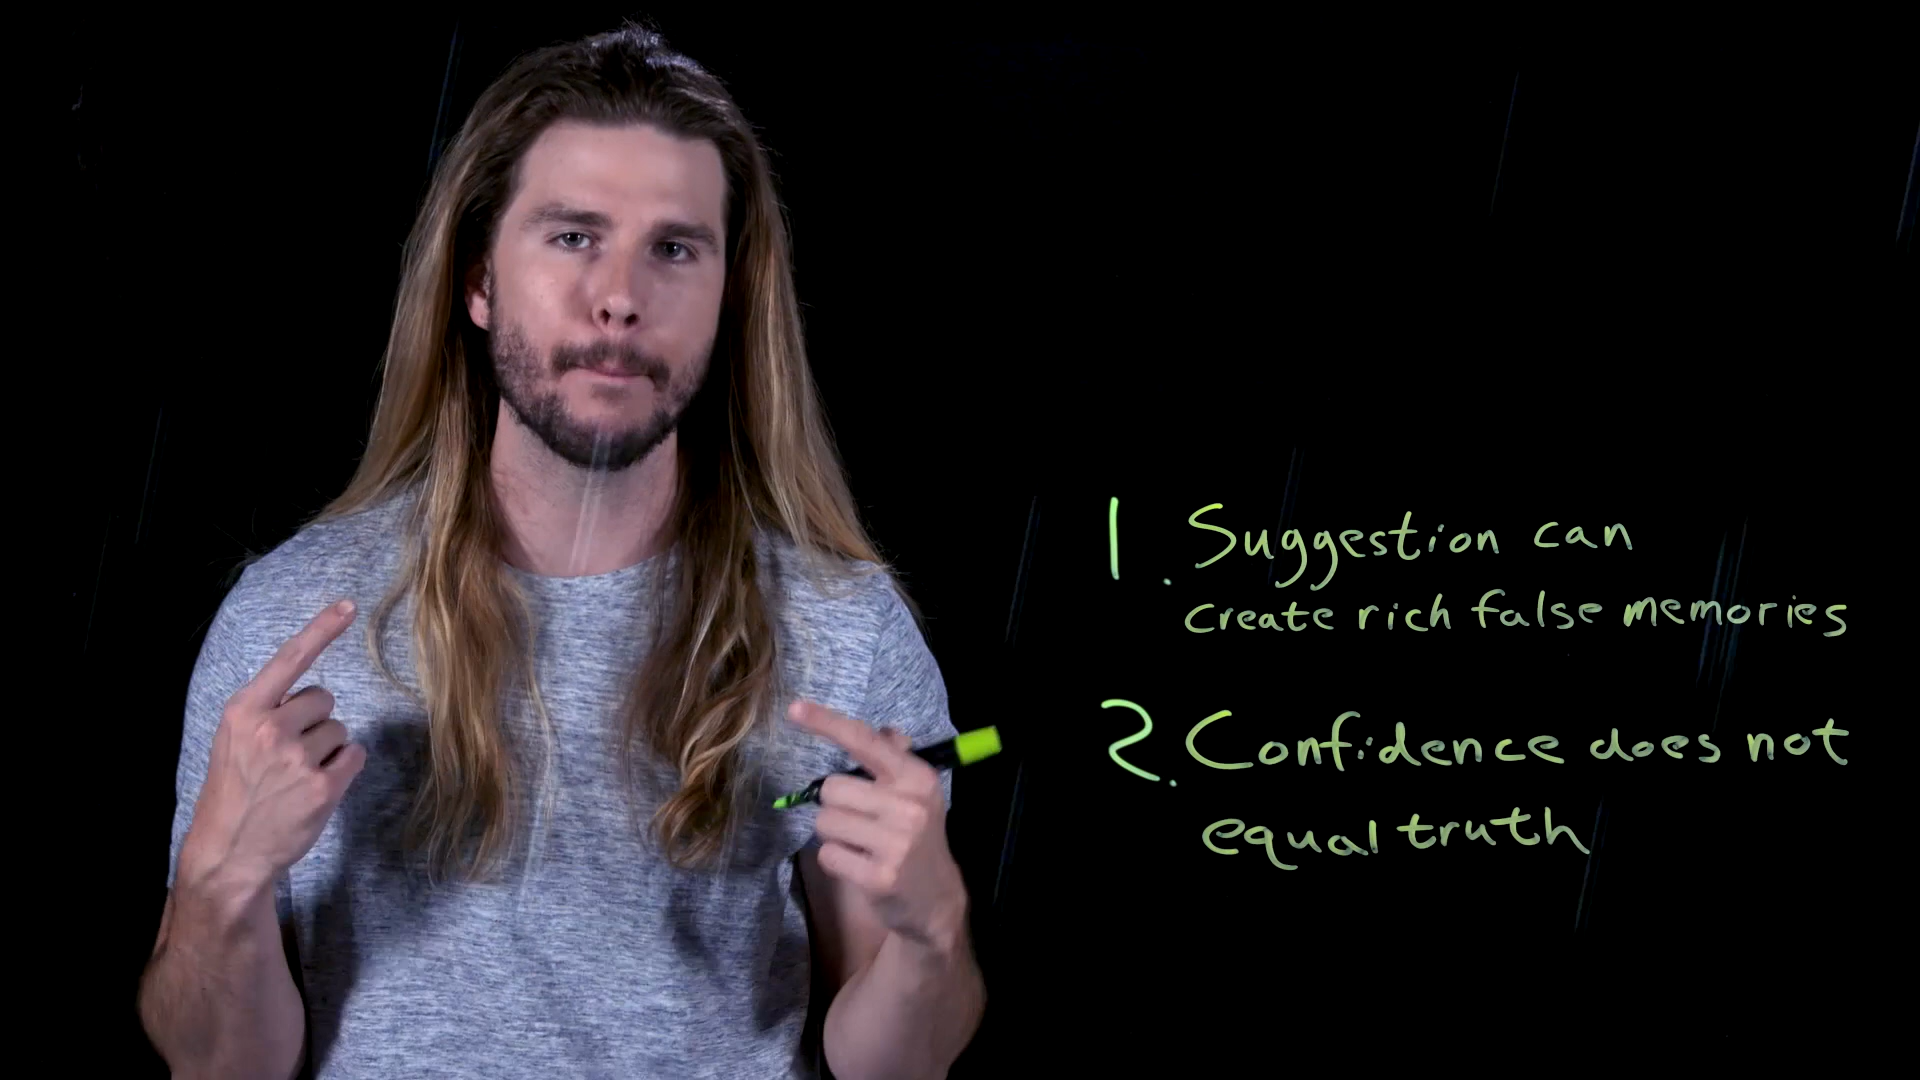 1. Suggestion can
create rich false memories
2. Confidence does not
equal truth